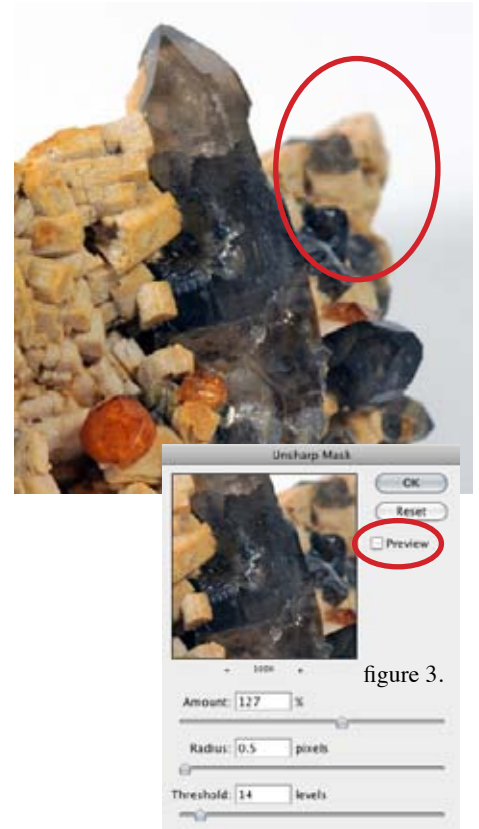 Unsharp Mask
OK
Reset
Preview
- 100% +
figure 3.
Amount: 127 %
Radius: 0.5 pixels
Threshold: 14 levels